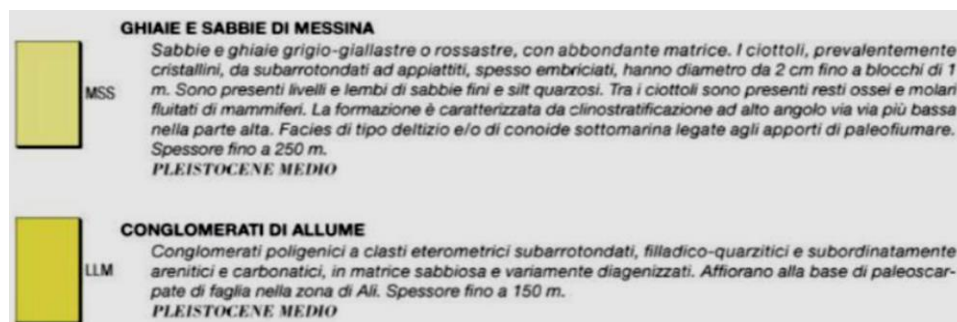 GHIAIE E SABBIE DI MESSINA
Sabbie e ghiaie grigio-giallastre o rossastre, con abbondante matrice. I ciottoli, prevalentemente
cristallini, da subarrotondati ad appiattiti, spesso embriciati, hanno diametro da 2 cm fino a blocchi di 1
MSS m. Sono presenti livelli e lembi di sabbie fini e silt quarzosi. Tra i ciottoli sono presenti resti ossei e molari
fluitati di mammiferi. La formazione è caratterizzata da clinostratificazione ad alto angolo via via più bassa
nella parte alta. Facies di tipo deltizio e/o di conoide sottomarina legate agli apporti di paleofiumare.
Spessore fino a 250 m.
PLEISTOCENE MEDIO
CONGLOMERATI DI ALLUME
Conglomerati poligenici a clasti eterometrici subarrotondati, filladico-quarzitici e subordinatamente
LLM arenitici e carbonatici, in matrice sabbiosa e variamente diagenizzati. Affiorano alla base di paleoscar-
pate di faglia nella zona di Alì. Spessore fino a 150 m.
PLEISTOCENE MEDIO